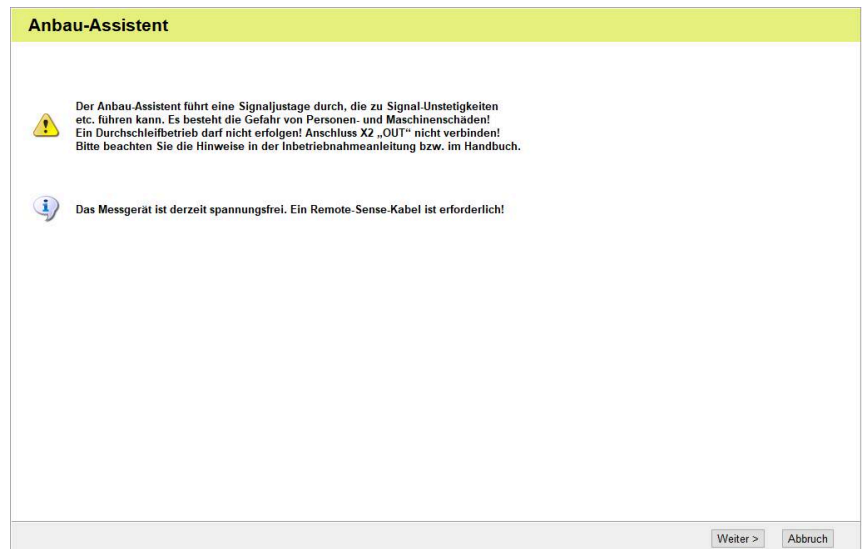 Anbau-Assistent
Der Anbau-Assistent führt eine Signaljustage durch, die zu Signal-Unstetigkeiten
etc. führen kann. Es besteht die Gefahr von Personen- und Maschinenschäden!
Ein Durchschleifbetrieb darf nicht erfolgen! Anschluss X2 „OUT“ nicht verbinden!
Bitte beachten Sie die Hinweise in der Inbetriebnahmeanleitung bzw. im Handbuch.
Das Messgerät ist derzeit spannungsfrei. Ein Remote-Sense-Kabel ist erforderlich!
Weiter > Abbruch